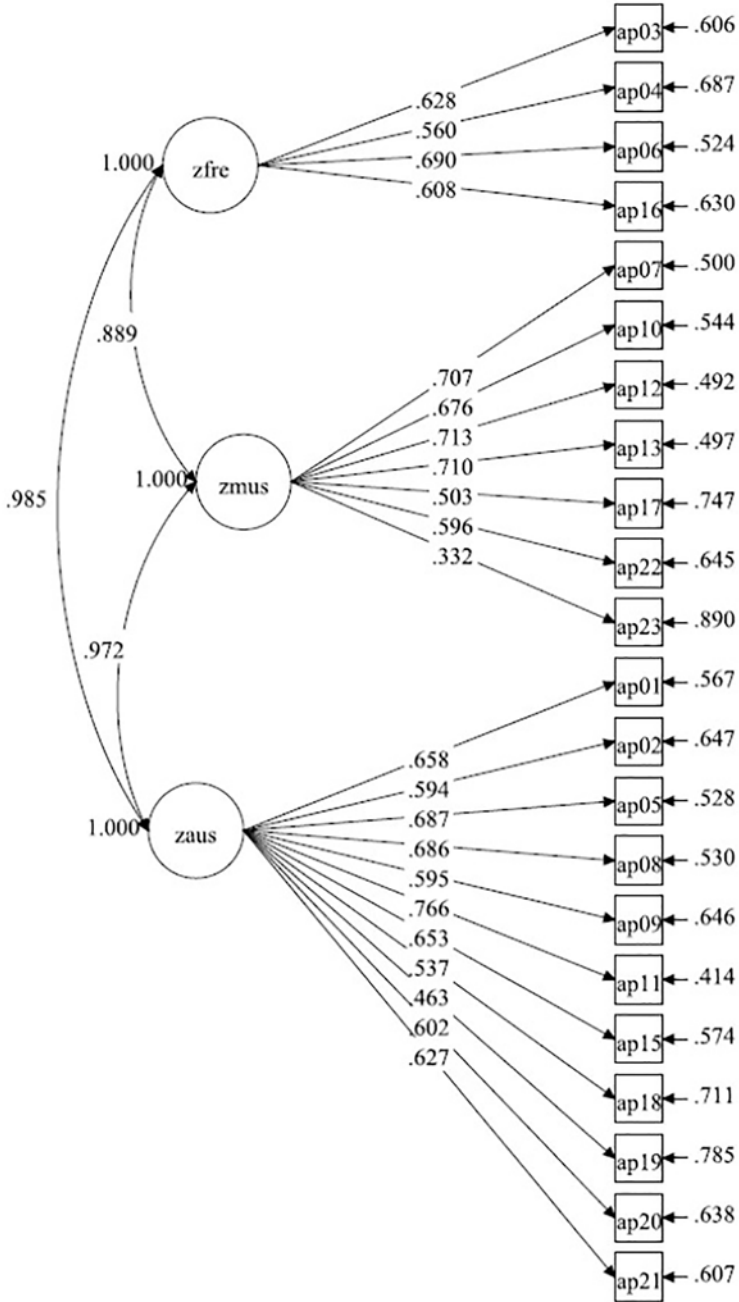 ap03 .606
.628
ap04 .687
.560
1.000 zfre
.690
ap06 .524
.608
ap16 .630
ap07 .500
.889
ap10 .544
.707
ap12 .492
.676
.713
ap13 .497
.710
1.000 zmus
.503
ap17 .747
.985
.596
.332
ap22 .645
ap23 .890
.972
ap01 .567
.658
ap02 .647
.594
.687
ap05 .528
1.000 zaus
.686
ap08 .530
.595
.766
ap09 .646
.653
.537
ap11 .414
.463
.602
ap15 .574
.627
ap18 .711
ap19 .785
ap20 .638
ap21 .607